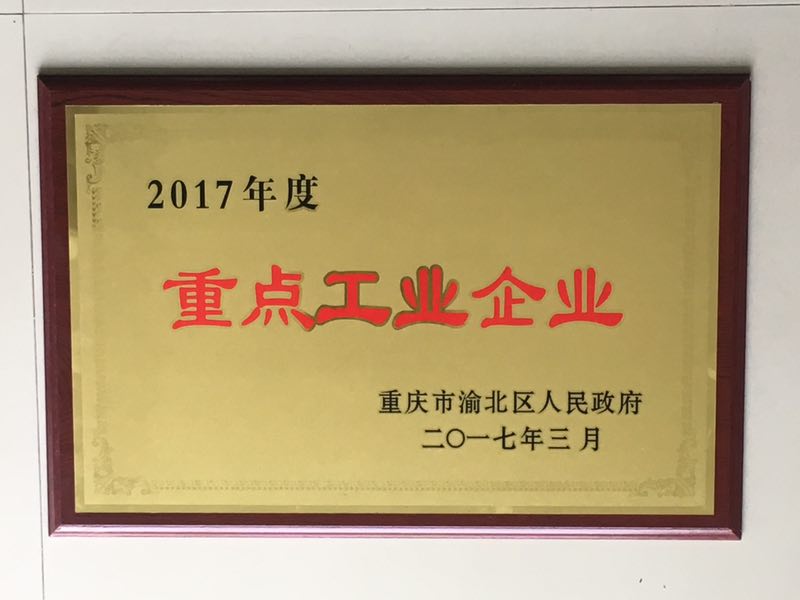 2017年度
重点工业企业
重庆市渝北区人民政府
二〇一七年三月